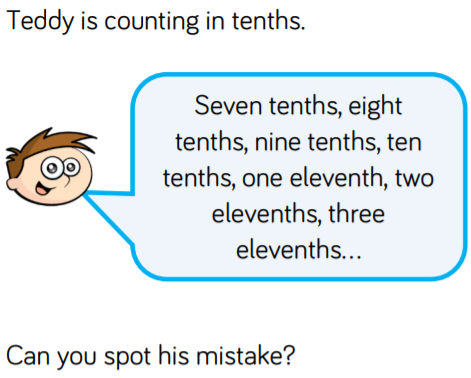 Teddy is counting in tenths.
Seven tenths, eight
tenths, nine tenths, ten
tenths, one eleventh, two
elevenths, three
elevenths...
Can you spot his mistake?